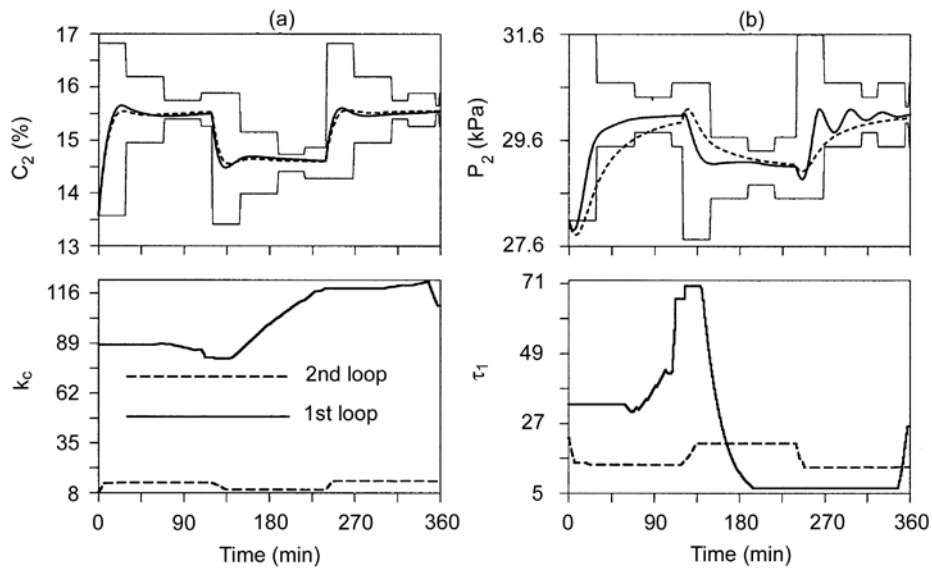 (a)
17
16
15
14
13
C2 (%)
(b)
31.6
29.6
27.6
P2 (kPa)
116
89
62
35
8
kc
2nd loop
1st loop
0 90 180 270 360
Time (min)
71
49
27
5
τ1
0 90 180 270 360
Time (min)